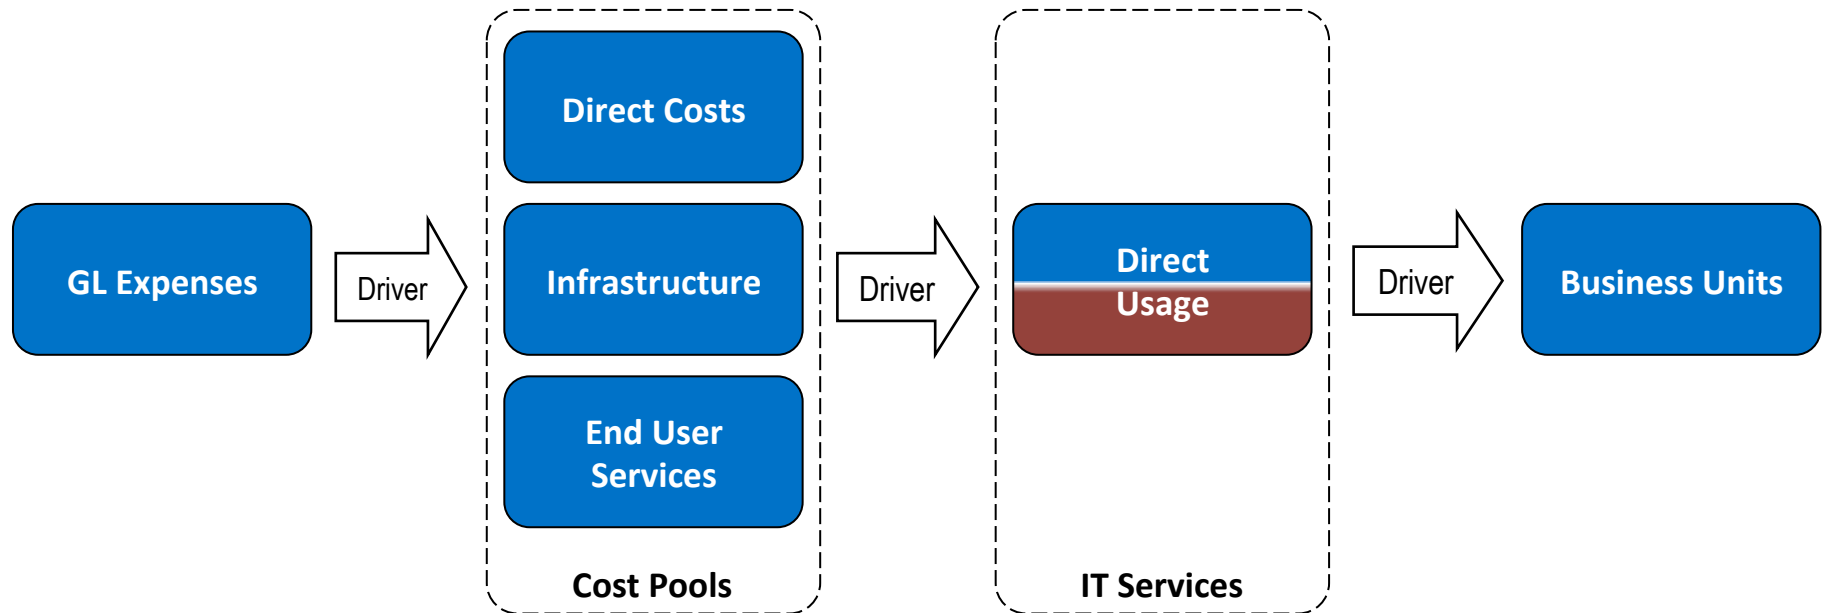 GL Expenses
Driver
Direct Costs
Infrastructure
End User
Services
Cost Pools
Driver
Direct
Usage
IT Services
Driver
Business Units